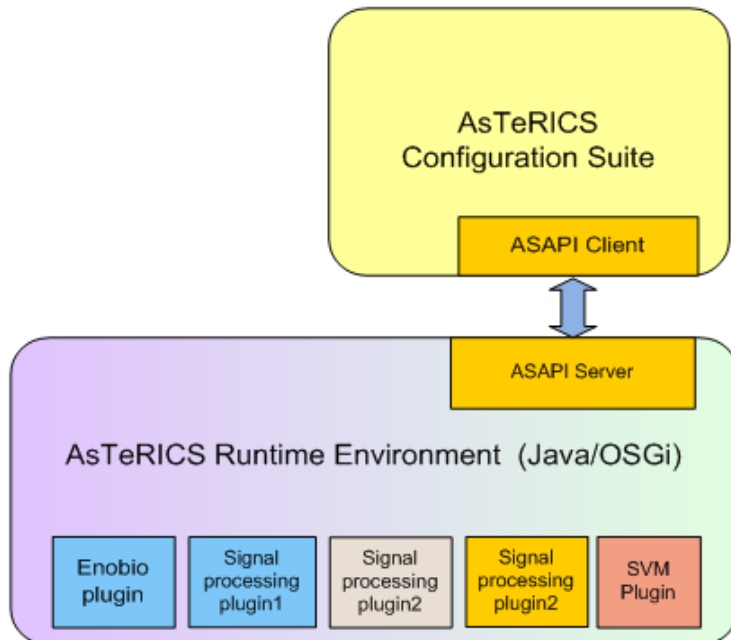 AsTeRICS
Configuration Suite
ASAPI Client
ASAPI Server
AsTeRICS Runtime Environment (Java/OSGi)
Enobio
plugin
Signal
processing
plugin1
Signal
processing
plugin2
Signal
processing
plugin2
SVM
Plugin